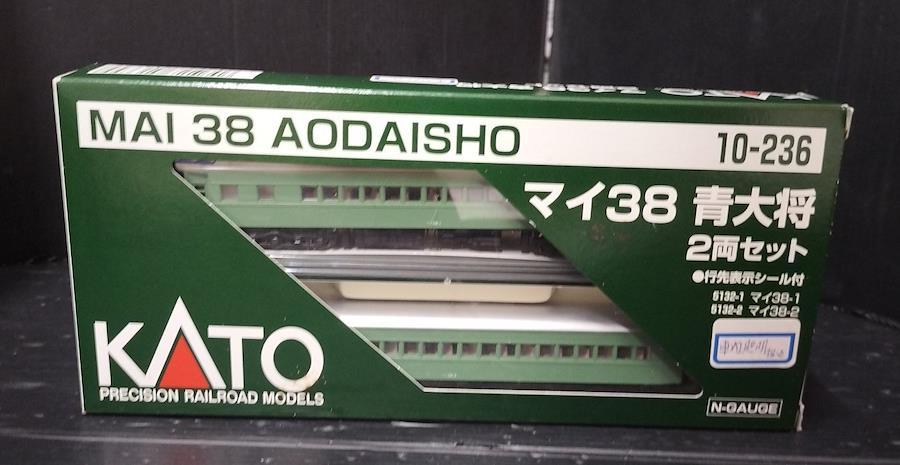 MAI 38 AODAISHO
10-236
マイ38 青大将
2両セット
●行先表示シール付
5132-1 マイ38-1
5132-2 マイ38-2
KATO
PRECISION RAILROAD MODELS
N-GAUGE